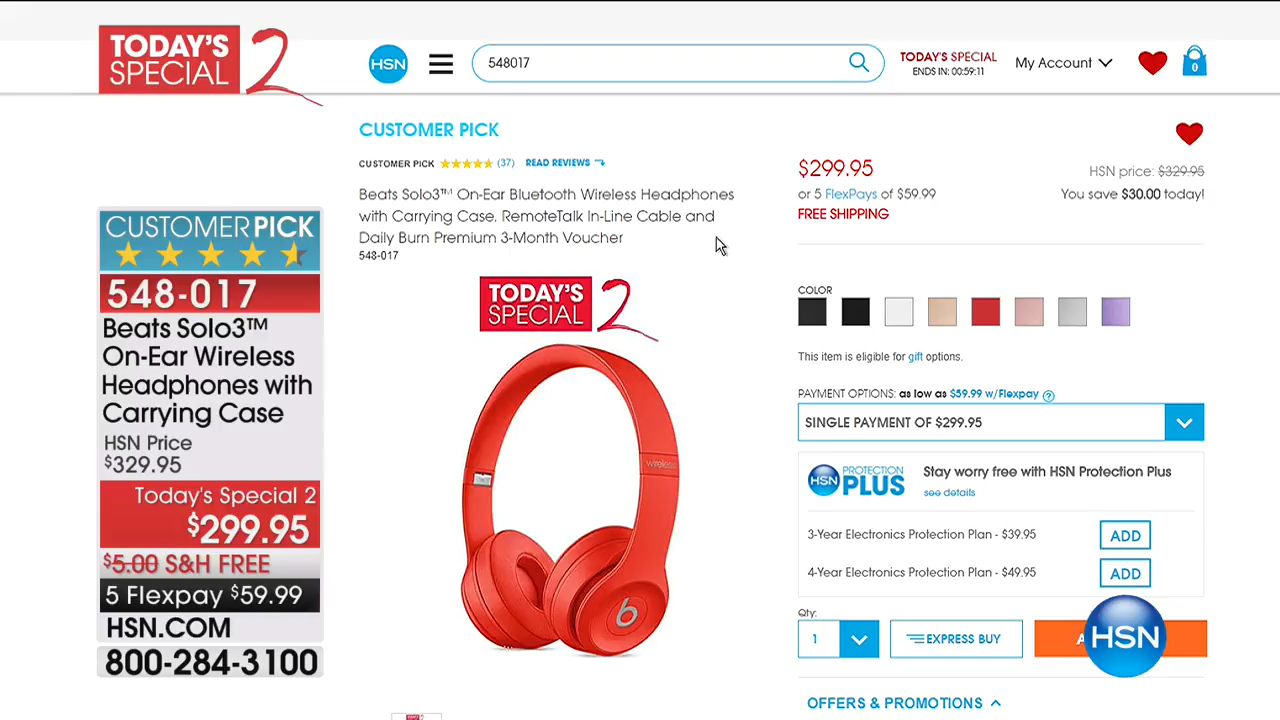 TODAY'S
SPECIAL 2
HSN
548017
TODAY'S SPECIAL
ENDS IN: 00:59:11
My Account
0
CUSTOMER PICK
548-017
Beats Solo3™
On-Ear Wireless
Headphones with
Carrying Case
HSN Price
$329.95
Today's Special 2
$299.95
$5.00 S&H FREE
5 Flexpay $59.99
HSN.COM
800-284-3100
CUSTOMER PICK
CUSTOMER PICK (37) READ REVIEWS
Beats Solo3™ On-Ear Bluetooth Wireless Headphones
with Carrying Case, RemoteTalk In-Line Cable and
Daily Burn Premium 3-Month Voucher
548-017
TODAY'S
SPECIAL 2
wireless
b
$299.95
HSN price: $329.95
or 5 FlexPays of $59.99
You save $30.00 today!
FREE SHIPPING
COLOR
This item is eligible for gift options.
PAYMENT OPTIONS: as low as $59.99 w/Flexpay ?
SINGLE PAYMENT OF $299.95
HSN PROTECTION PLUS
Stay worry free with HSN Protection Plus
see details
3-Year Electronics Protection Plan - $39.95 ADD
4-Year Electronics Protection Plan - $49.95 ADD
Qty:
1
EXPRESS BUY
HSN
OFFERS & PROMOTIONS